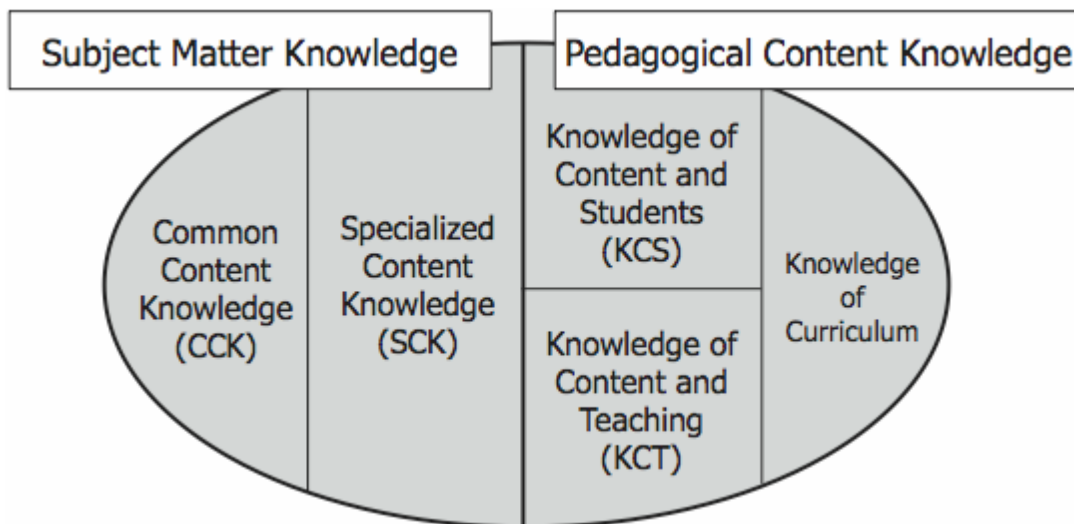 Subject Matter Knowledge
Pedagogical Content Knowledge
Common
Content
Knowledge
(CCK)
Specialized
Content
Knowledge
(SCK)
Knowledge of
Content and
Students
(KCS)
Knowledge of
Content and
Teaching
(KCT)
Knowledge
of
Curriculum